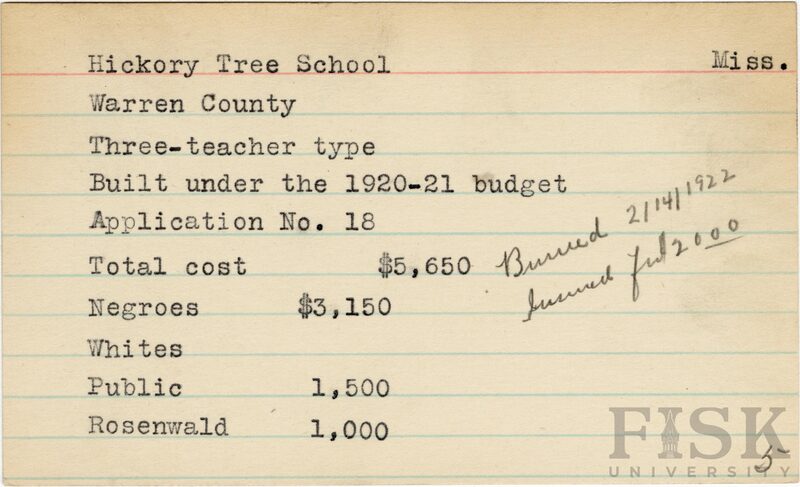 Hickory Tree School Miss.
Warren County
Three-teacher type
Built under the 1920-21 budget
Application No. 18
Total cost $5,650
Negroes $3,150
Whites
Public 1,500
Rosenwald 1,000
Burned 2/14/1922
Insured for 2000
FISK
UNIVERSITY
5